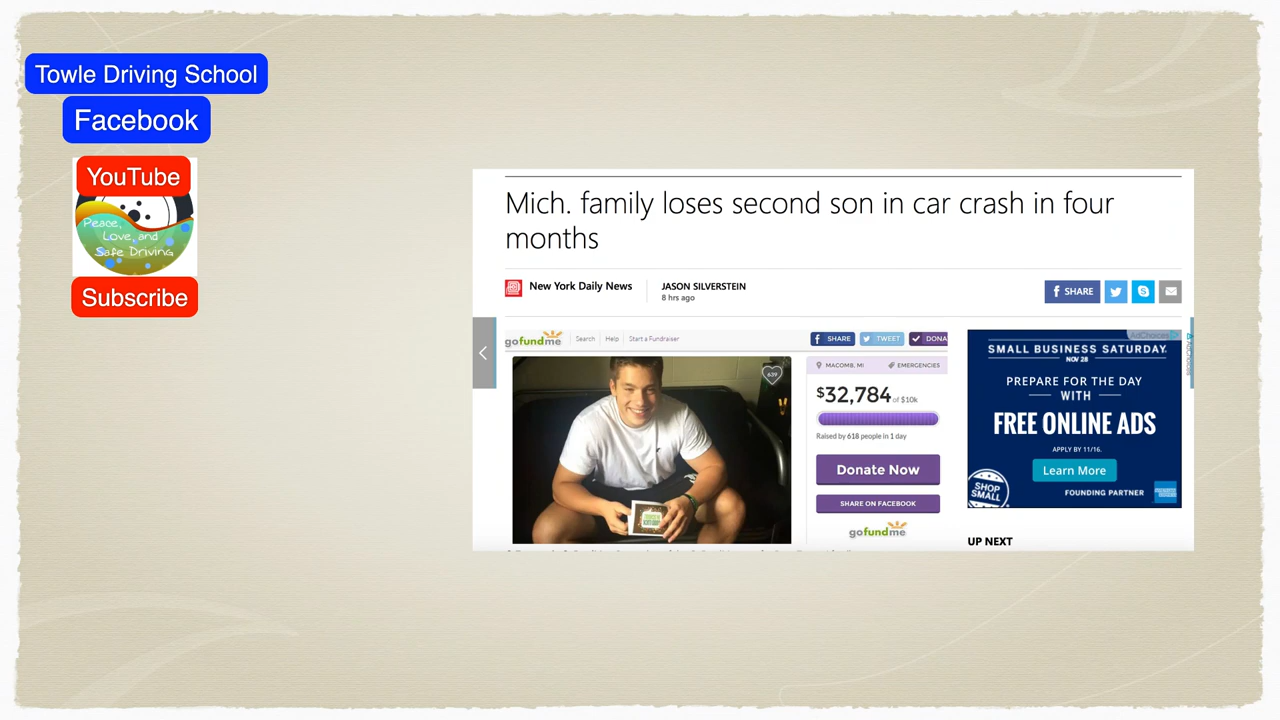 Towle Driving School
Facebook
YouTube
Peace,
Love, and
Safe Driving
Subscribe
Mich. family loses second son in car crash in four
months
New York Daily News
JASON SILVERSTEIN
8 hrs ago
SHARE
gofundme
Search Help Start a Fundraiser
SHARE TWEET DONA
639
MACOMB, MI EMERGENCIES
$32,784 of $10k
Raised by 618 people in 1 day
Donate Now
SHARE ON FACEBOOK
gofundme
AdChoices
SMALL BUSINESS SATURDAY
NOV 28
PREPARE FOR THE DAY
WITH
FREE ONLINE ADS
APPLY BY 11/16.
Learn More
SHOP
SMALL
FOUNDING PARTNER
AdChoices
UP NEXT